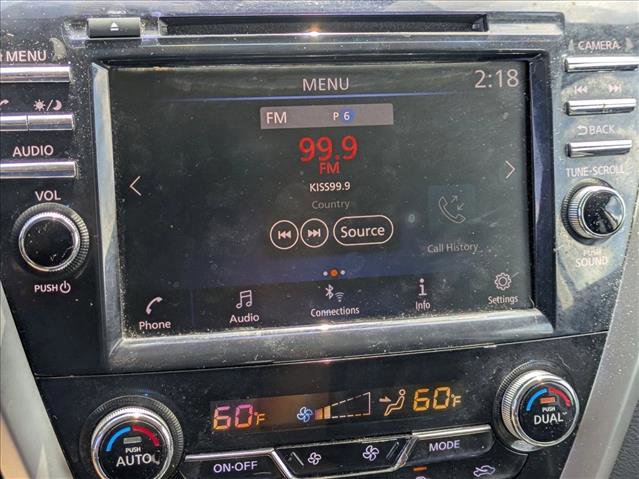 MENU
CAMERA
MENU
2:18
FM P 6
BACK
99.9
FM
AUDIO
KISS99.9
TUNE·SCROLL
Country
VOL
Source
Call History
PUSH
PUSH
SOUND
Phone
Audio
Connections
Info
Settings
60°F
60°F
AUTO
PUSH
PUSH
DUAL
ON·OFF
MODE